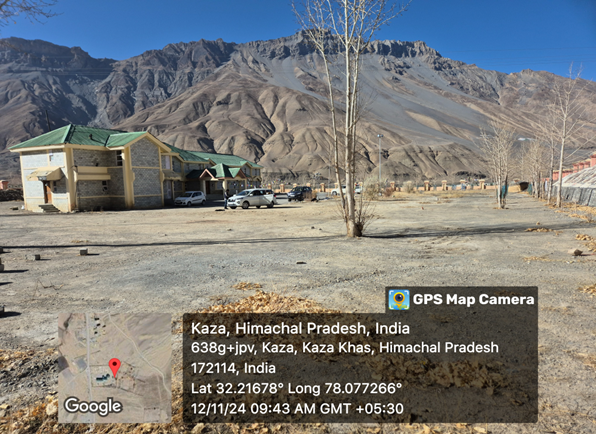 GPS Map Camera
Kaza, Himachal Pradesh, India
638g+jpv, Kaza, Kaza Khas, Himachal Pradesh
172114, India
Lat 32.21678° Long 78.077266°
12/11/24 09:43 AM GMT +05:30
Google